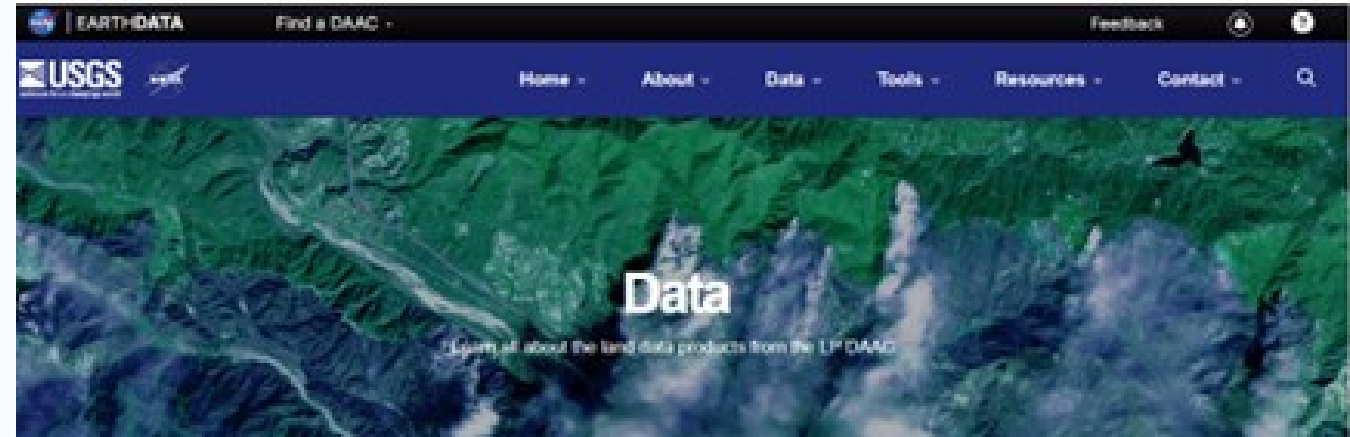 EARTHDATA Find a DAAC Feedback
USGS Home About Data Tools Resources Contact
Data
Learn all about the land data products from the LP DAAC